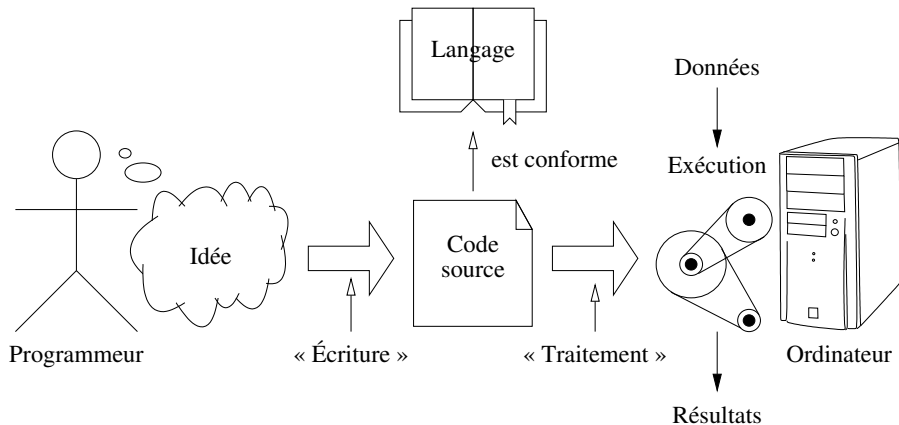 Langage
Données
est conforme
Exécution
Idée
Code
source
Programmeur
« Écriture »
« Traitement »
Ordinateur
Résultats